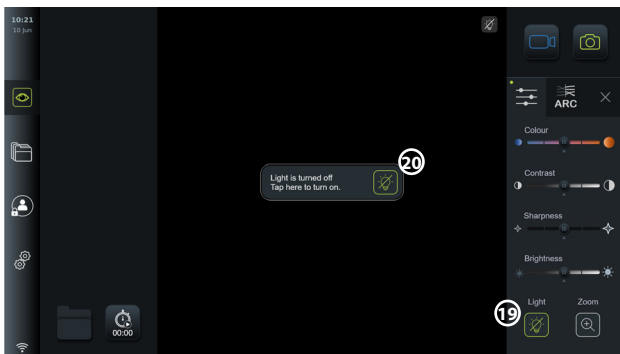 10:21
10 Jun
ARC
Colour
20
Light is turned off
Tap here to turn on.
Contrast
Sharpness
Brightness
Light
Zoom
19
00:00